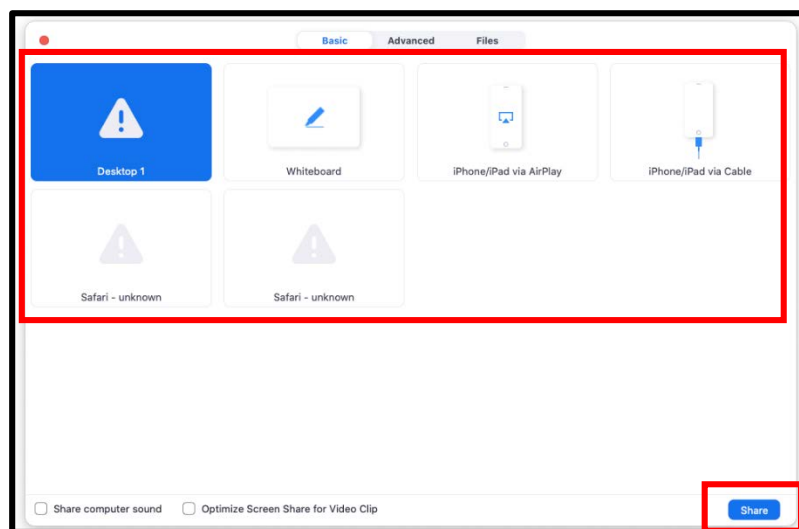 Basic Advanced Files
Desktop 1 Whiteboard iPhone/iPad via AirPlay iPhone/iPad via Cable
Safari - unknown Safari - unknown
Share computer sound Optimize Screen Share for Video Clip Share